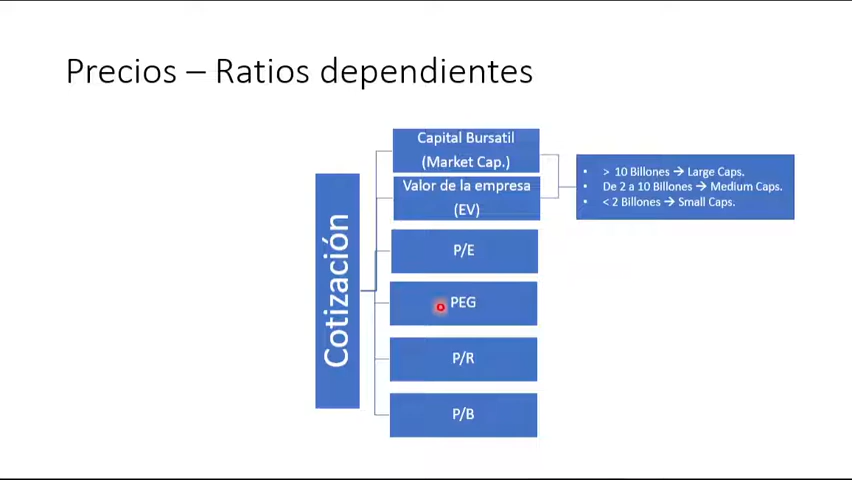 Precios – Ratios dependientes
Cotización
Capital Bursatil
(Market Cap.)
Valor de la empresa
(EV)
P/E
PEG
P/R
P/B
▪ > 10 Billones → Large Caps.
▪ De 2 a 10 Billones → Medium Caps.
▪ < 2 Billones → Small Caps.